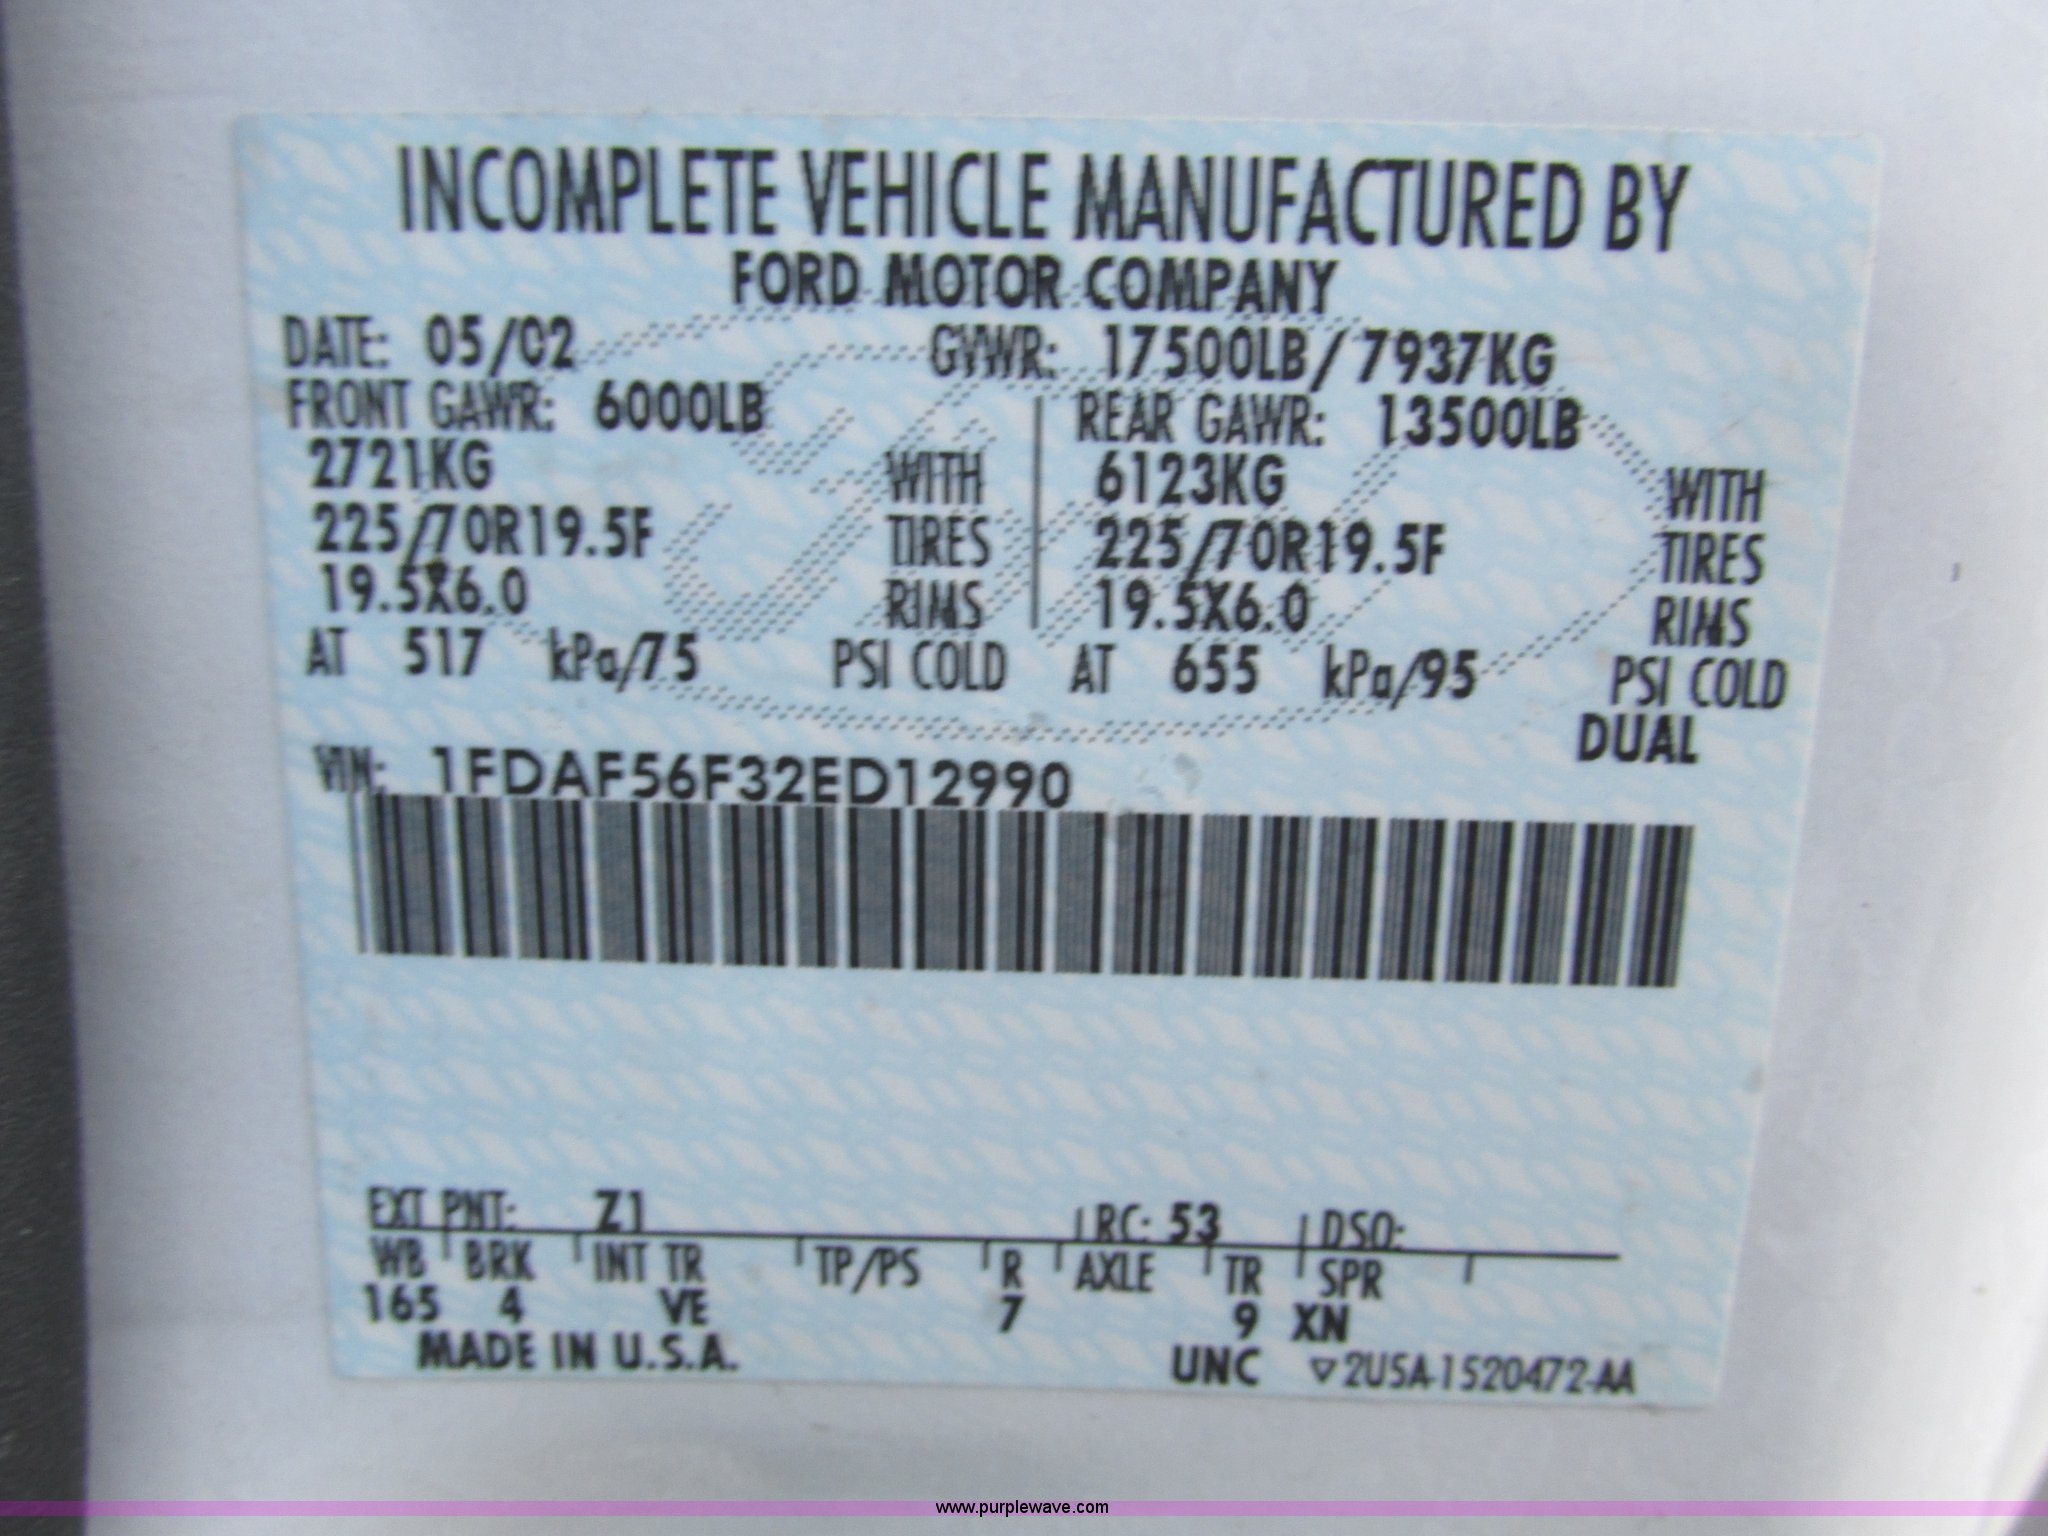 INCOMPLETE VEHICLE MANUFACTURED BY
FORD MOTOR COMPANY
DATE: 05/02 GVWR: 17500LB/7937KG
FRONT GAWR: 6000LB REAR GAWR: 13500LB
2721KG WITH 6123KG WITH
225/70R19.5F TIRES 225/70R19.5F TIRES
19.5X6.0 RIMS 19.5X6.0 RIMS
AT 517 kPa/75 PSI COLD AT 655 kPa/95 PSI COLD
DUAL
VIN: 1FDAF56F32ED12990
EXT PNT: Z1 RC: 53 DSO:
WB BRK INT TR TP/PS R AXLE TR SPR
165 4 VE 7 9 XN
MADE IN U.S.A. UNC ▽2U5A-1520472-AA
www.purplewave.com